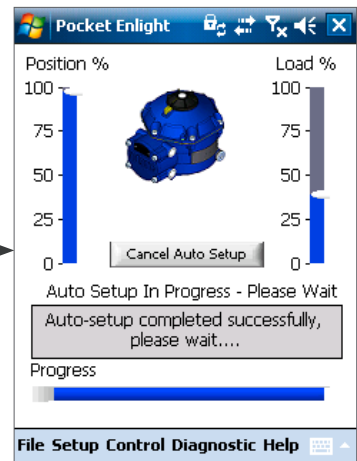 Pocket Enlight
Position %
Load %
100
75
50
25
0
100
75
50
25
0
Cancel Auto Setup
Auto Setup In Progress - Please Wait
Auto-setup completed successfully,
please wait....
Progress
File Setup Control Diagnostic Help